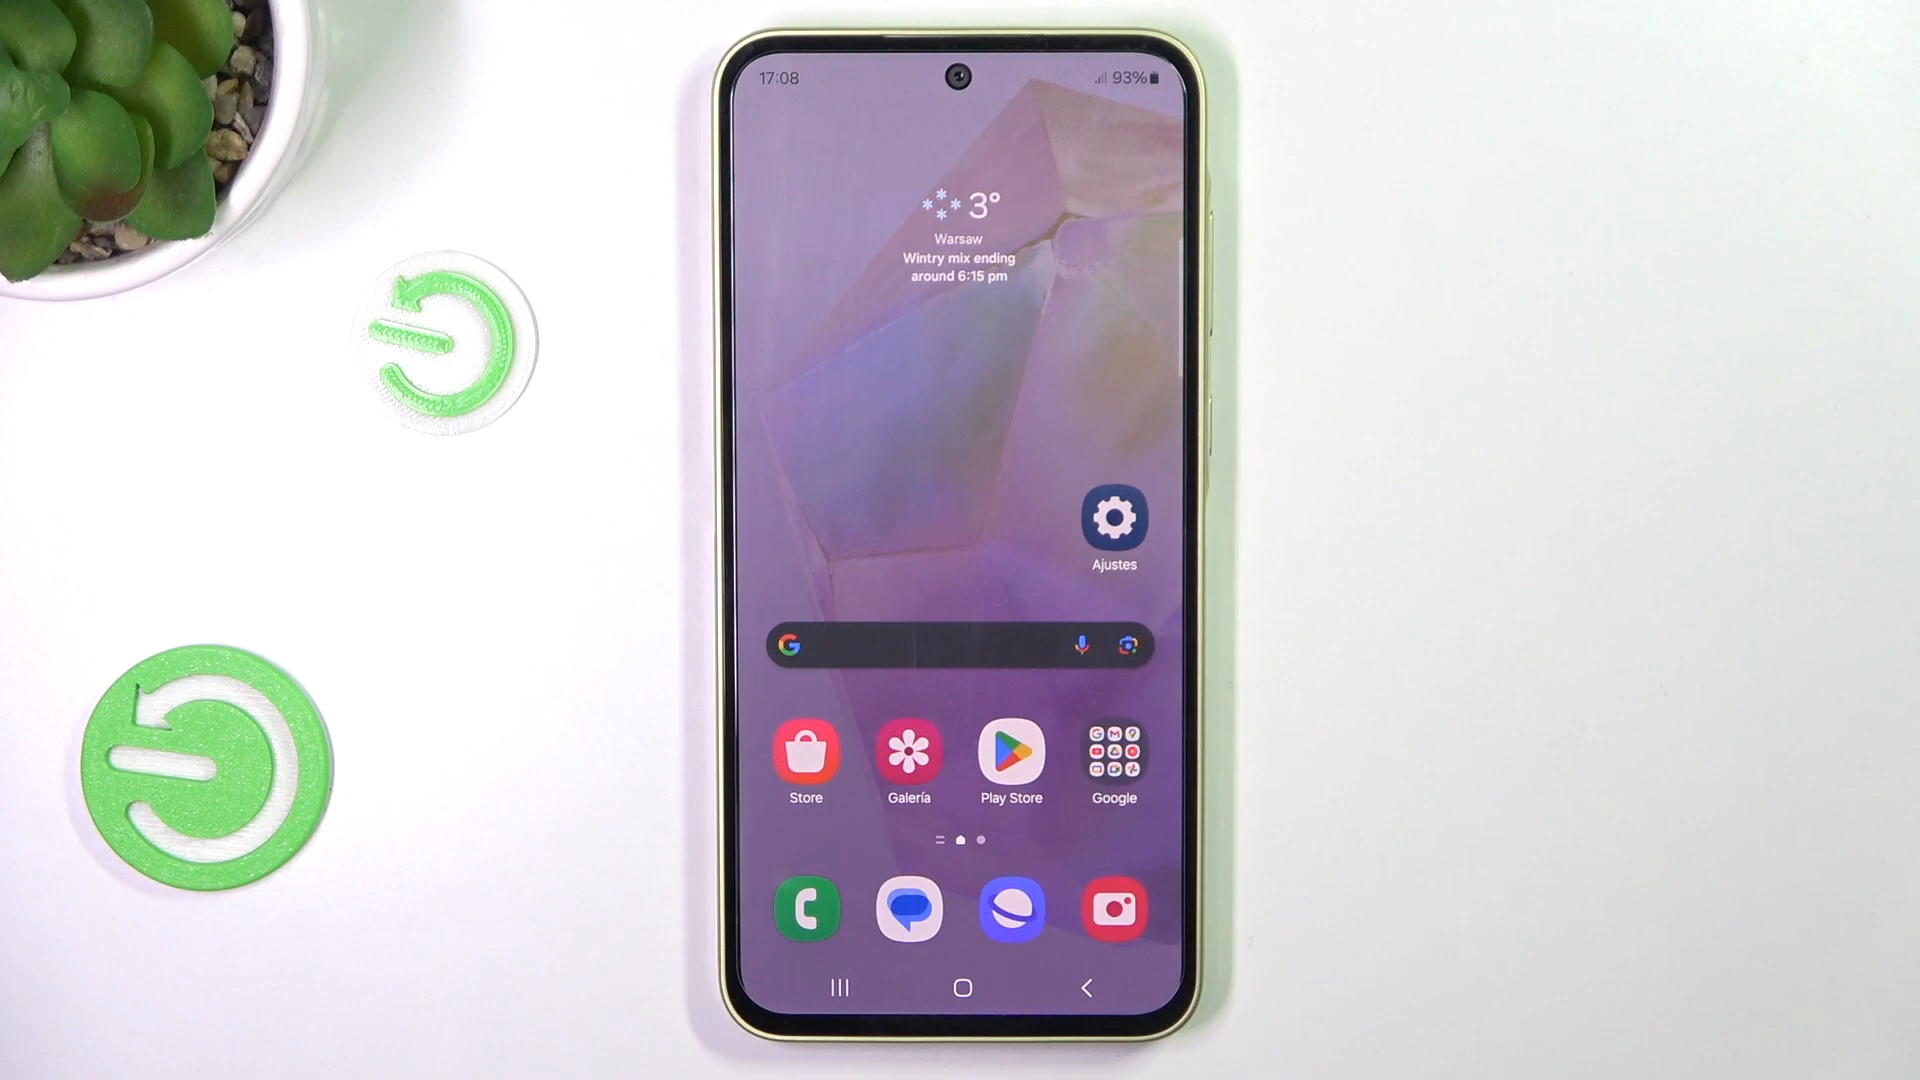 17:08
93%
3°
Warsaw
Wintry mix ending
around 6:15 pm
Ajustes
Store
Galería
Play Store
Google